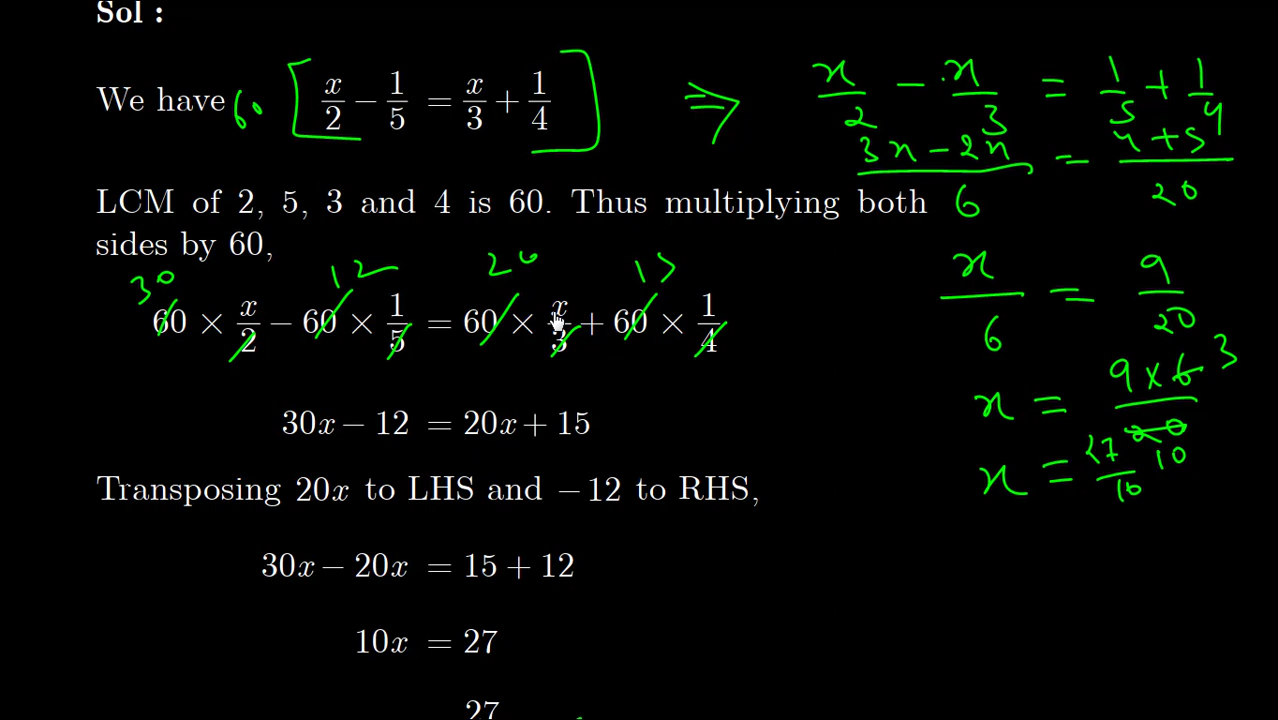 Sol :
We have 60 [ x/2 − 1/5 = x/3 + 1/4 ] ⇒ x/2 − x/3 = 1/5 + 1/4
(3x − 2x)/6 = (4 + 5)/20
LCM of 2, 5, 3 and 4 is 60. Thus multiplying both
sides by 60,
30 12 20 15
60 × x/2 − 60 × 1/5 = 60 × x/3 + 60 × 1/4
x/6 = 9/20
x = 9 × 6/20 3 10
30x − 12 = 20x + 15
x = 27/10
Transposing 20x to LHS and −12 to RHS,
30x − 20x = 15 + 12
10x = 27
27